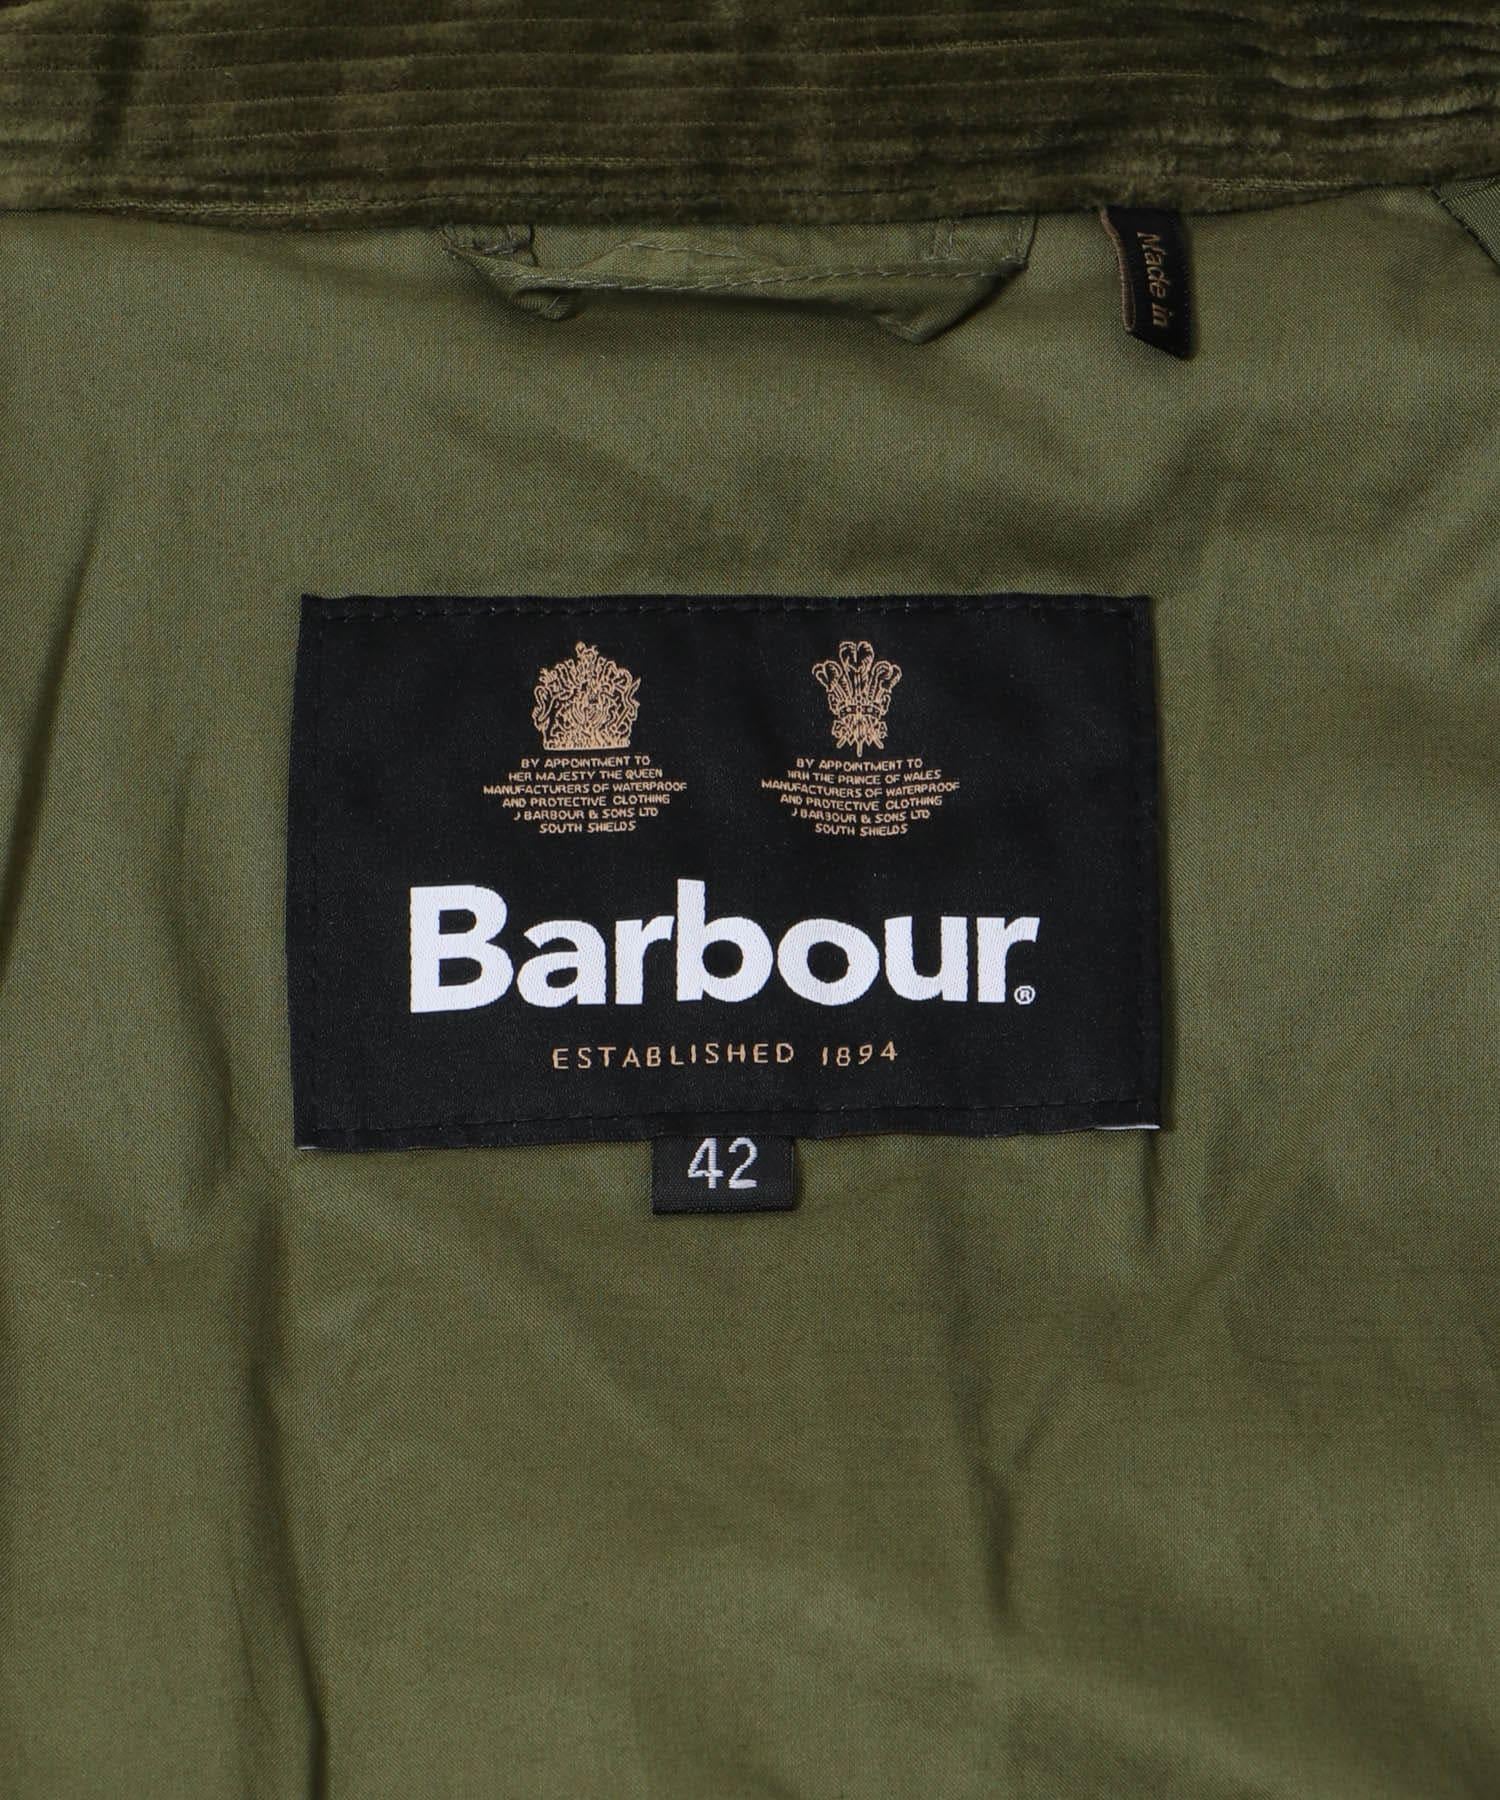 Made in
BY APPOINTMENT TO
HER MAJESTY THE QUEEN
MANUFACTURERS OF WATERPROOF
AND PROTECTIVE CLOTHING
J BARBOUR & SONS LTD
SOUTH SHIELDS
BY APPOINTMENT TO
HRH THE PRINCE OF WALES
MANUFACTURERS OF WATERPROOF
AND PROTECTIVE CLOTHING
J BARBOUR & SONS LTD
SOUTH SHIELDS
Barbour®
ESTABLISHED 1894
42